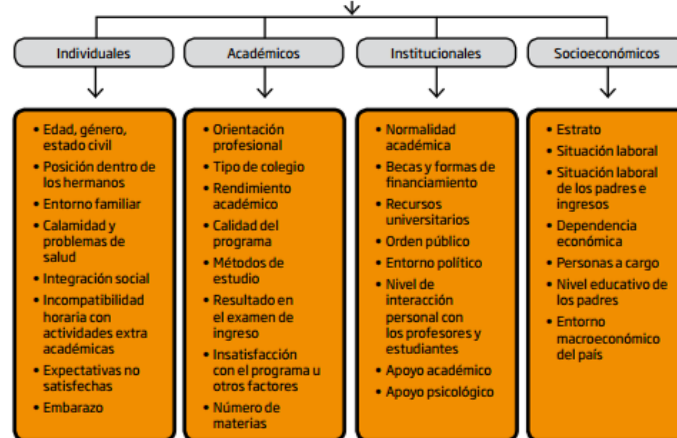 Individuales
• Edad, género,
estado civil
• Posición dentro de
los hermanos
• Entorno familiar
• Calamidad y
problemas de
salud
• Integración social
• Incompatibilidad
horaria con
actividades extra
académicas
• Expectativas no
satisfechas
• Embarazo
Académicos
• Orientación
profesional
• Tipo de colegio
• Rendimiento
académico
• Calidad del
programa
• Métodos de
estudio
• Resultado en
el examen de
ingreso
• Insatisfacción
con el programa u
otros factores
• Número de
materias
Institucionales
• Normalidad
académica
• Becas y formas de
financiamiento
• Recursos
universitarios
• Orden público
• Entorno político
• Nivel de
interacción
personal con
los profesores y
estudiantes
• Apoyo académico
• Apoyo psicológico
Socioeconómicos
• Estrato
• Situación laboral
• Situación laboral
de los padres e
ingresos
• Dependencia
económica
• Personas a cargo
• Nivel educativo de
los padres
• Entorno
macroeconómico
del país